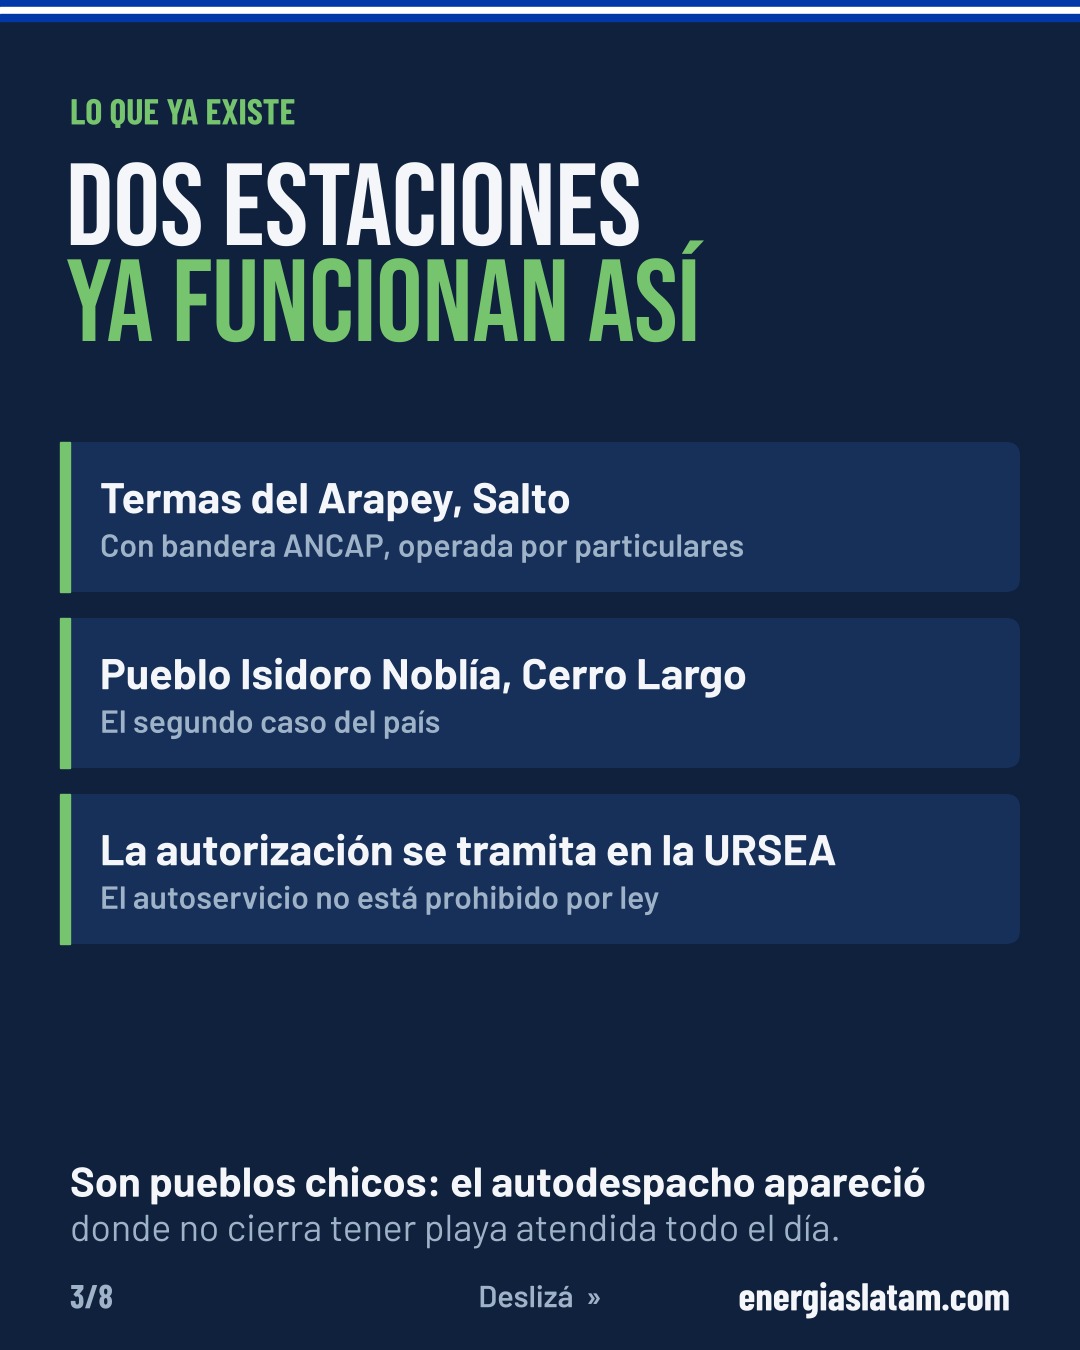 LO QUE YA EXISTE
DOS ESTACIONES
YA FUNCIONAN ASÍ
Termas del Arapey, Salto
Con bandera ANCAP, operada por particulares
Pueblo Isidoro Noblía, Cerro Largo
El segundo caso del país
La autorización se tramita en la URSEA
El autoservicio no está prohibido por ley
Son pueblos chicos: el autodespacho apareció
donde no cierra tener playa atendida todo el día.
3/8 Deslizá » energiaslatam.com